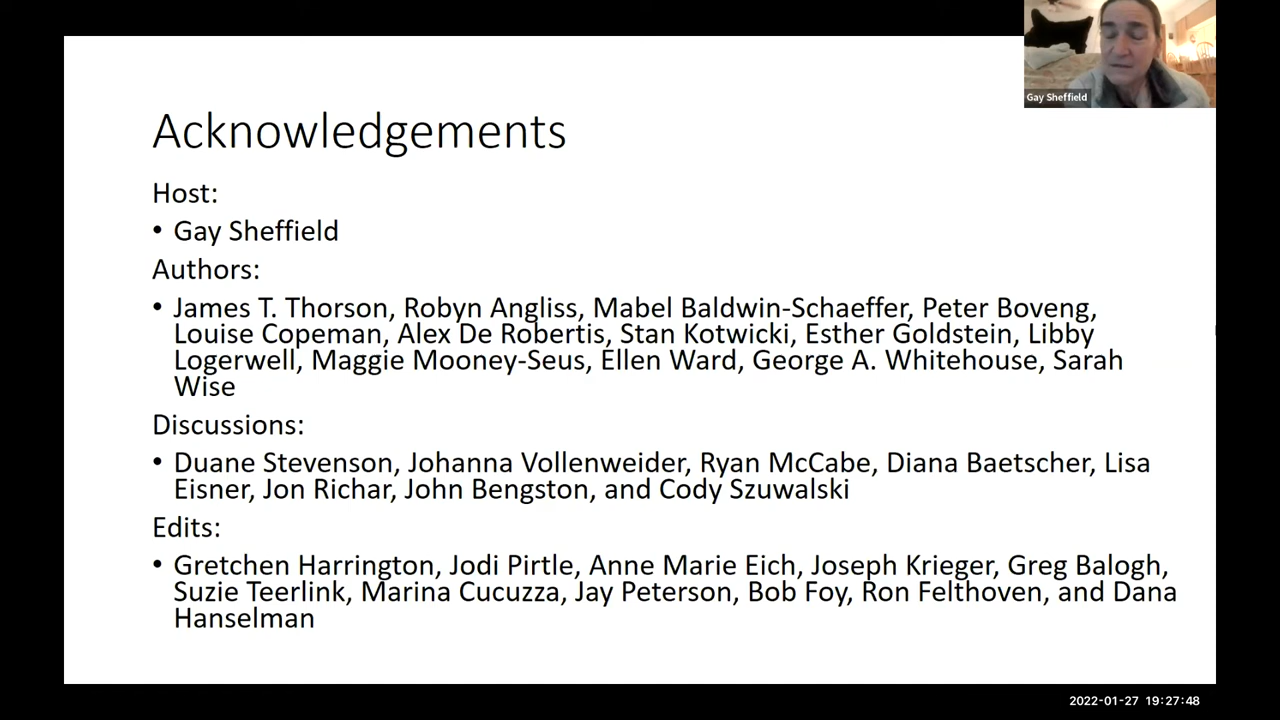 Gay Sheffield
Acknowledgements
Host:
• Gay Sheffield
Authors:
• James T. Thorson, Robyn Angliss, Mabel Baldwin-Schaeffer, Peter Boveng,
Louise Copeman, Alex De Robertis, Stan Kotwicki, Esther Goldstein, Libby
Logerwell, Maggie Mooney-Seus, Ellen Ward, George A. Whitehouse, Sarah
Wise
Discussions:
• Duane Stevenson, Johanna Vollenweider, Ryan McCabe, Diana Baetscher, Lisa
Eisner, Jon Richar, John Bengston, and Cody Szuwalski
Edits:
• Gretchen Harrington, Jodi Pirtle, Anne Marie Eich, Joseph Krieger, Greg Balogh,
Suzie Teerlink, Marina Cucuzza, Jay Peterson, Bob Foy, Ron Felthoven, and Dana
Hanselman
2022-01-27 19:27:48